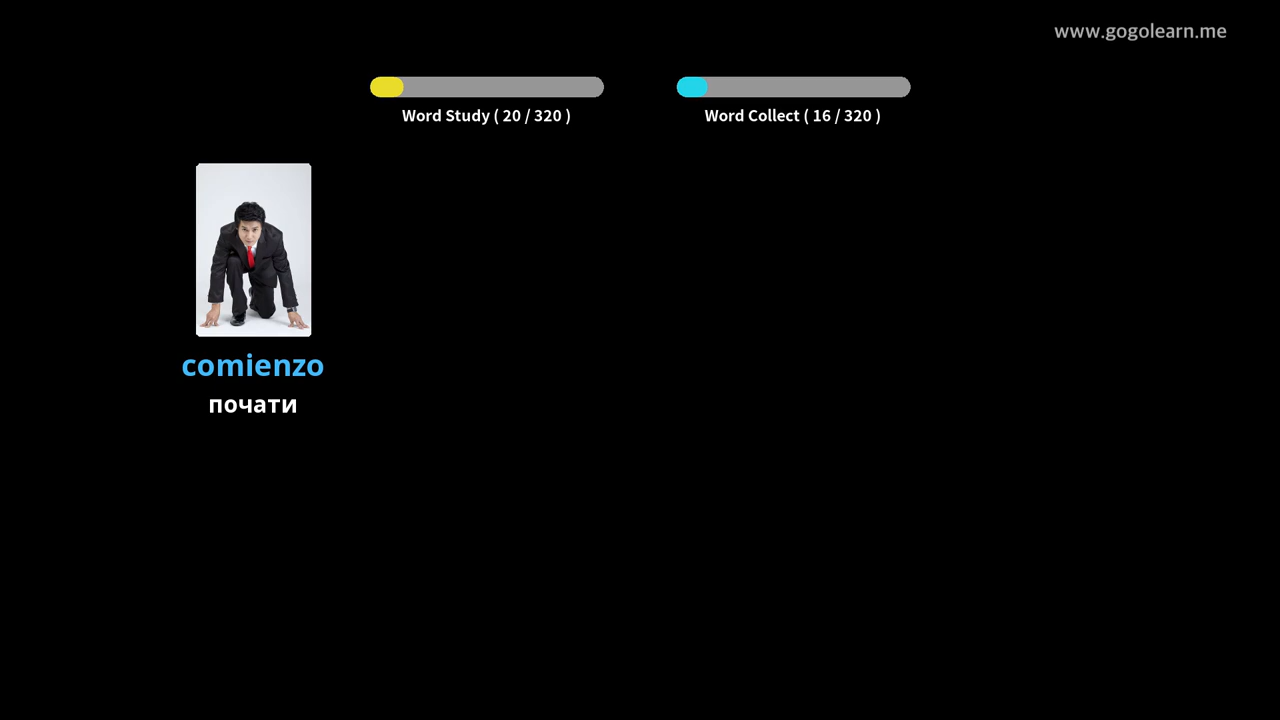 www.gogolearn.me
Word Study ( 20 / 320 )
Word Collect ( 16 / 320 )
comienzo
почати